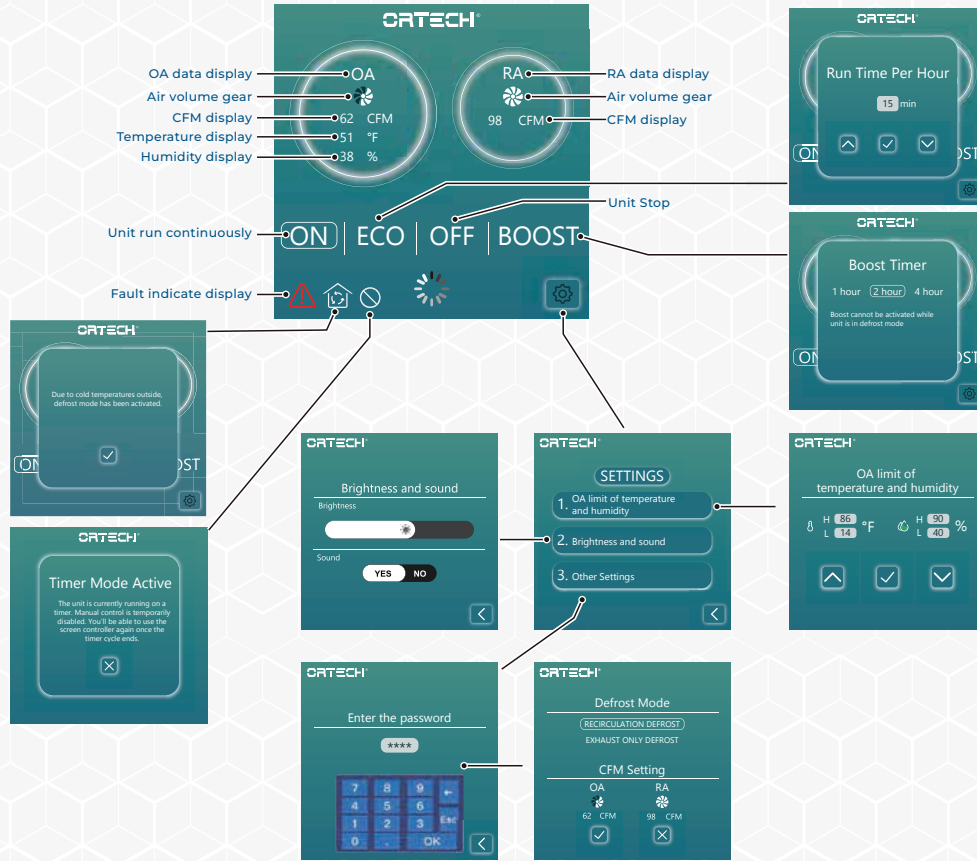 ORTECH®
OA data display
Air volume gear
CFM display
Temperature display
Humidity display
OA
62 CFM
51 °F
38 %
RA
98 CFM
RA data display
Air volume gear
CFM display
Unit run continuously
ON | ECO | OFF | BOOST
Unit Stop
Fault indicate display
ORTECH®
Run Time Per Hour
15 min
ON
OST
ORTECH®
Boost Timer
1 hour 2 hour 4 hour
Boost cannot be activated while
unit is in defrost mode
ON
OST
ORTECH®
Due to cold temperatures outside,
defrost mode has been activated.
ON
OST
ORTECH®
Timer Mode Active
The unit is currently running on a
timer. Manual control is temporarily
disabled. You'll be able to use the
screen controller again once the
timer cycle ends.
ORTECH®
Brightness and sound
Brightness
Sound
YES NO
ORTECH®
SETTINGS
1. OA limit of temperature
and humidity
2. Brightness and sound
3. Other Settings
ORTECH®
OA limit of
temperature and humidity
H 86 °F H 90 %
L 14 L 40
ORTECH®
Enter the password
****
7 8 9 ←
4 5 6
1 2 3 Esc
0 . OK
ORTECH®
Defrost Mode
RECIRCULATION DEFROST
EXHAUST ONLY DEFROST
CFM Setting
OA RA
62 CFM 98 CFM